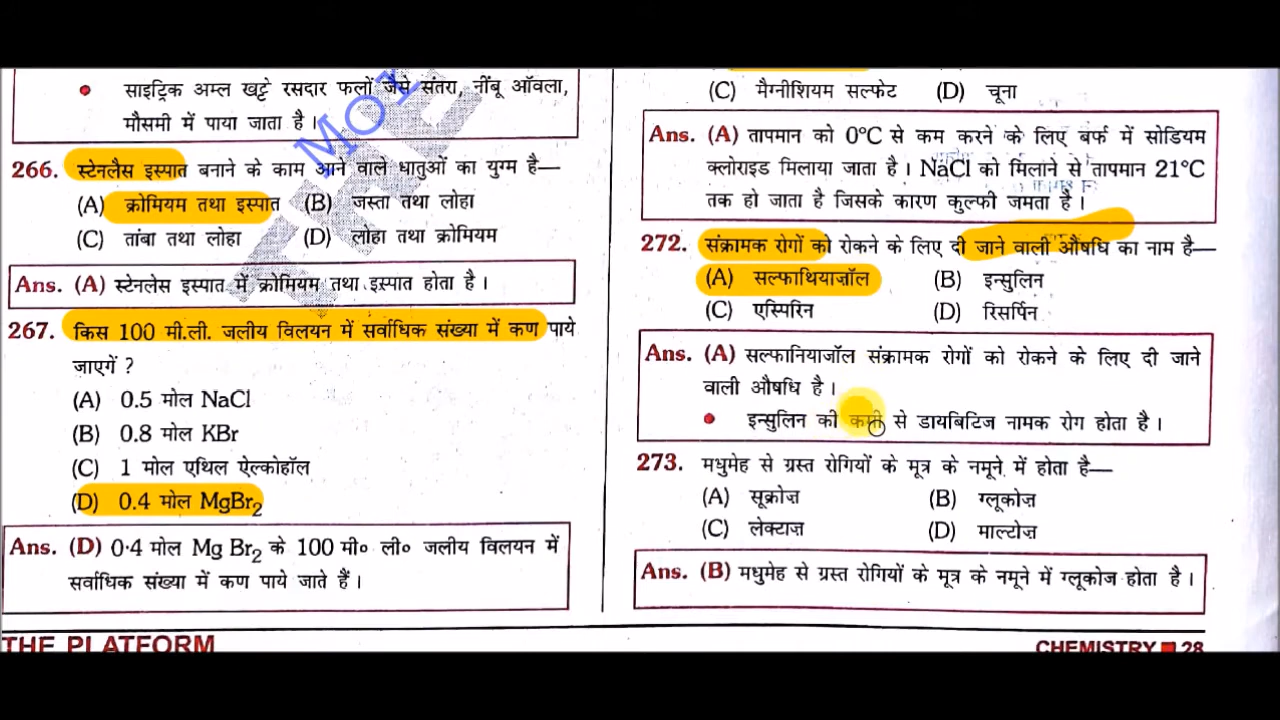 • साइट्रिक अम्ल खट्टे रसदार फलों जैसे संतरा, नींबू ऑवला,
मौसमी में पाया जाता है।
266. स्टेनलैस इस्पात बनाने के काम आने वाले धातुओं का युग्म है—
(A) क्रोमियम तथा इस्पात (B) जस्ता तथा लोहा
(C) तांबा तथा लोहा (D) लोहा तथा क्रोमियम
Ans. (A) स्टेनलैस इस्पात में क्रोमियम तथा इस्पात होता है।
267. किस 100 मी.ली. जलीय विलयन में सर्वाधिक संख्या में कण पाये
जाएगें ?
(A) 0.5 मोल NaCl
(B) 0.8 मोल KBr
(C) 1 मोल एथिल ऐल्कोहॉल
(D) 0.4 मोल MgBr2
Ans. (D) 0·4 मोल Mg Br2 के 100 मी० ली० जलीय विलयन में
सर्वाधिक संख्या में कण पाये जाते हैं।
THE PLATFORM
(C) मैग्नीशियम सल्फेट (D) चूना
Ans. (A) तापमान को 0°C से कम करने के लिए बर्फ में सोडियम
क्लोराइड मिलाया जाता है। NaCl को मिलाने से तापमान 21°C
तक हो जाता है जिसके कारण कुल्फी जमता है।
272. संक्रामक रोगों को रोकने के लिए दी जाने वाली औषधि का नाम है—
(A) सल्फाथियाज़ॉल (B) इन्सुलिन
(C) एस्पिरिन (D) रिसर्पिन
Ans. (A) सल्फानियाजॉल संक्रामक रोगों को रोकने के लिए दी जाने
वाली औषधि है।
• इन्सुलिन की कमी से डायबिटिज नामक रोग होता है।
273. मधुमेह से ग्रस्त रोगियों के मूत्र के नमूने में होता है—
(A) सूक्रोज़ (B) ग्लूकोज़
(C) लेक्टाज़ (D) माल्टोज़
Ans. (B) मधुमेह से ग्रस्त रोगियों के मूत्र के नमूने में ग्लूकोज होता है।
CHEMISTRY ■ 28